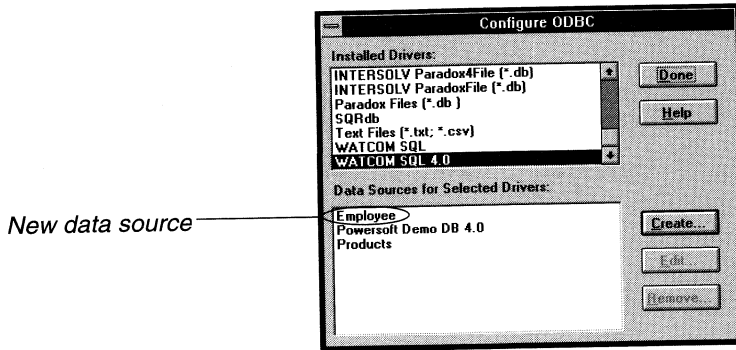 Configure ODBC
Installed Drivers:
INTERSOLV Paradox4File (*.db)
INTERSOLV ParadoxFile (*.db)
Paradox Files (*.db )
SQRdb
Text Files (*.txt; *.csv)
WATCOM SQL
WATCOM SQL 4.0
Done
Help
Data Sources for Selected Drivers:
New data source
Employee
Powersoft Demo DB 4.0
Products
Create...
Edit...
Remove...